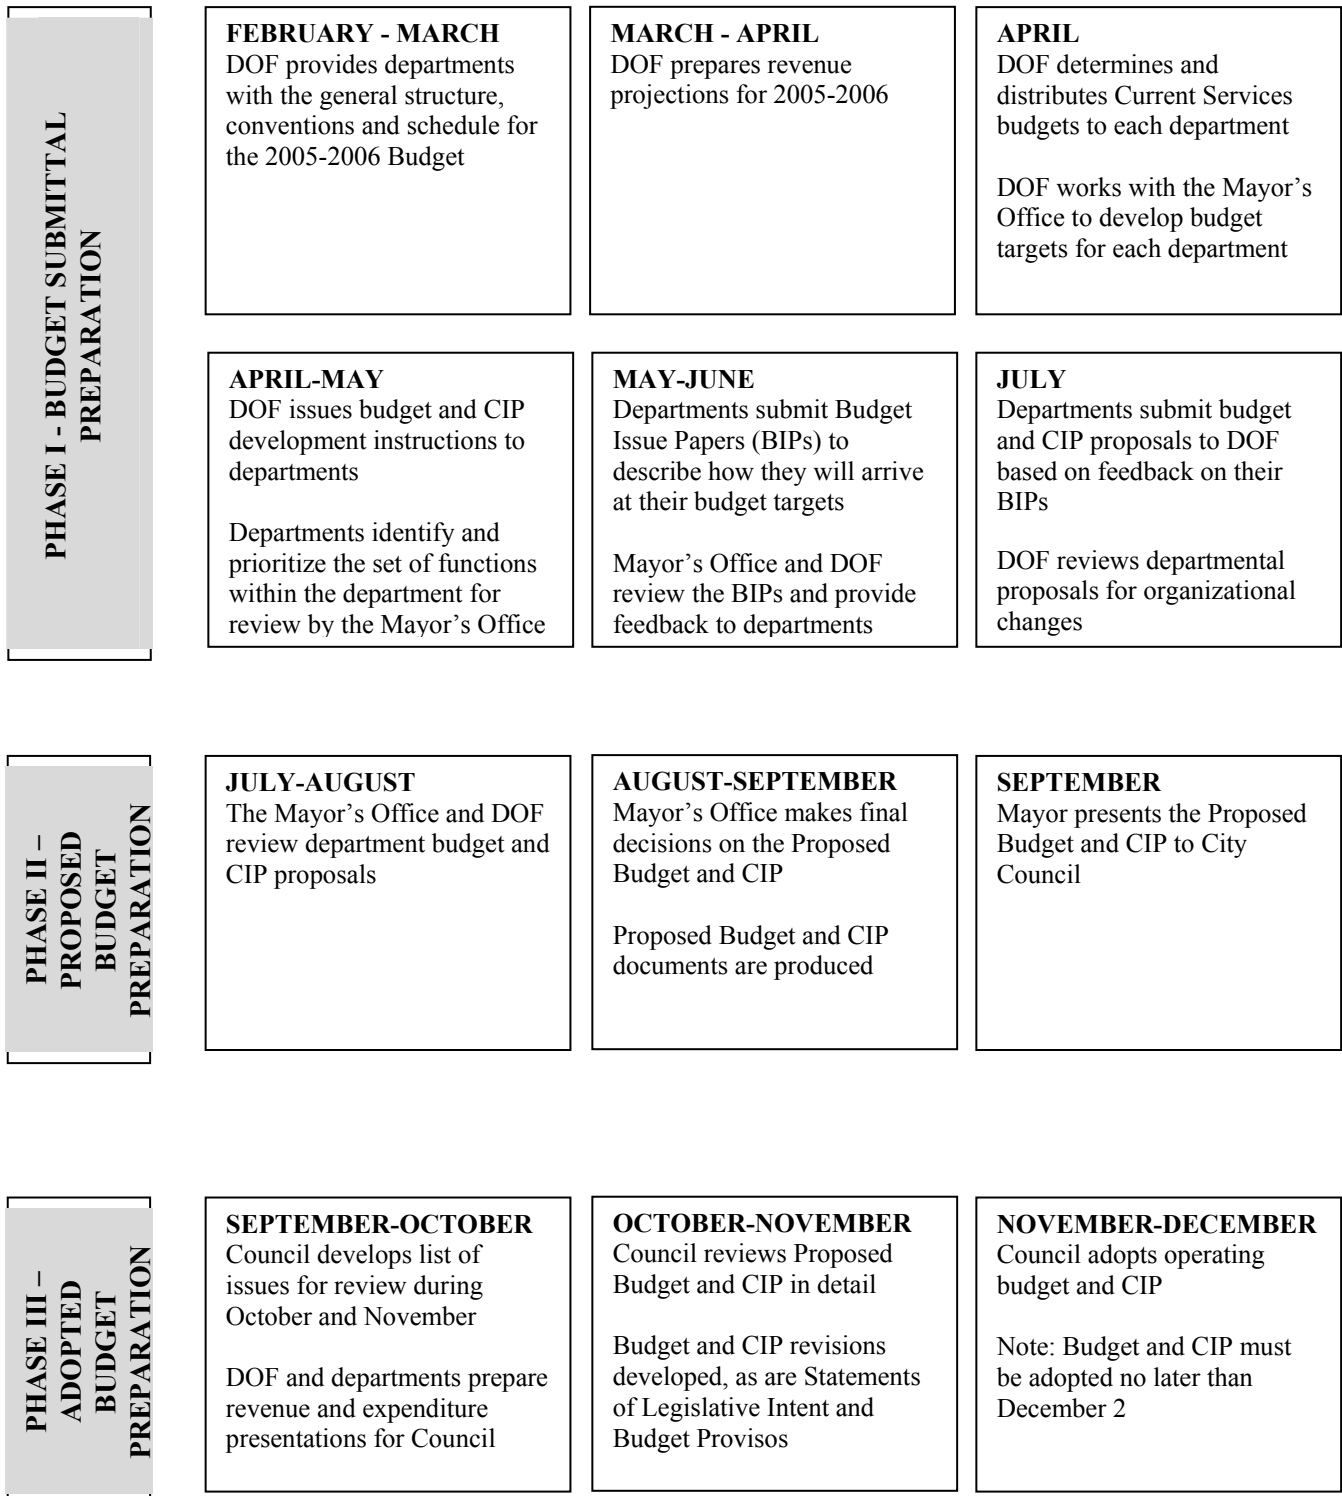 PHASE I - BUDGET SUBMITTAL
PREPARATION
FEBRUARY - MARCH
DOF provides departments
with the general structure,
conventions and schedule for
the 2005-2006 Budget
MARCH - APRIL
DOF prepares revenue
projections for 2005-2006
APRIL
DOF determines and
distributes Current Services
budgets to each department
DOF works with the Mayor’s
Office to develop budget
targets for each department
APRIL-MAY
DOF issues budget and CIP
development instructions to
departments
Departments identify and
prioritize the set of functions
within the department for
review by the Mayor’s Office
MAY-JUNE
Departments submit Budget
Issue Papers (BIPs) to
describe how they will arrive
at their budget targets
Mayor’s Office and DOF
review the BIPs and provide
feedback to departments
JULY
Departments submit budget
and CIP proposals to DOF
based on feedback on their
BIPs
DOF reviews departmental
proposals for organizational
changes
PHASE II –
PROPOSED
BUDGET
PREPARATION
JULY-AUGUST
The Mayor’s Office and DOF
review department budget and
CIP proposals
AUGUST-SEPTEMBER
Mayor’s Office makes final
decisions on the Proposed
Budget and CIP
Proposed Budget and CIP
documents are produced
SEPTEMBER
Mayor presents the Proposed
Budget and CIP to City
Council
PHASE III –
ADOPTED
BUDGET
PREPARATION
SEPTEMBER-OCTOBER
Council develops list of
issues for review during
October and November
DOF and departments prepare
revenue and expenditure
presentations for Council
OCTOBER-NOVEMBER
Council reviews Proposed
Budget and CIP in detail
Budget and CIP revisions
developed, as are Statements
of Legislative Intent and
Budget Provisos
NOVEMBER-DECEMBER
Council adopts operating
budget and CIP
Note: Budget and CIP must
be adopted no later than
December 2